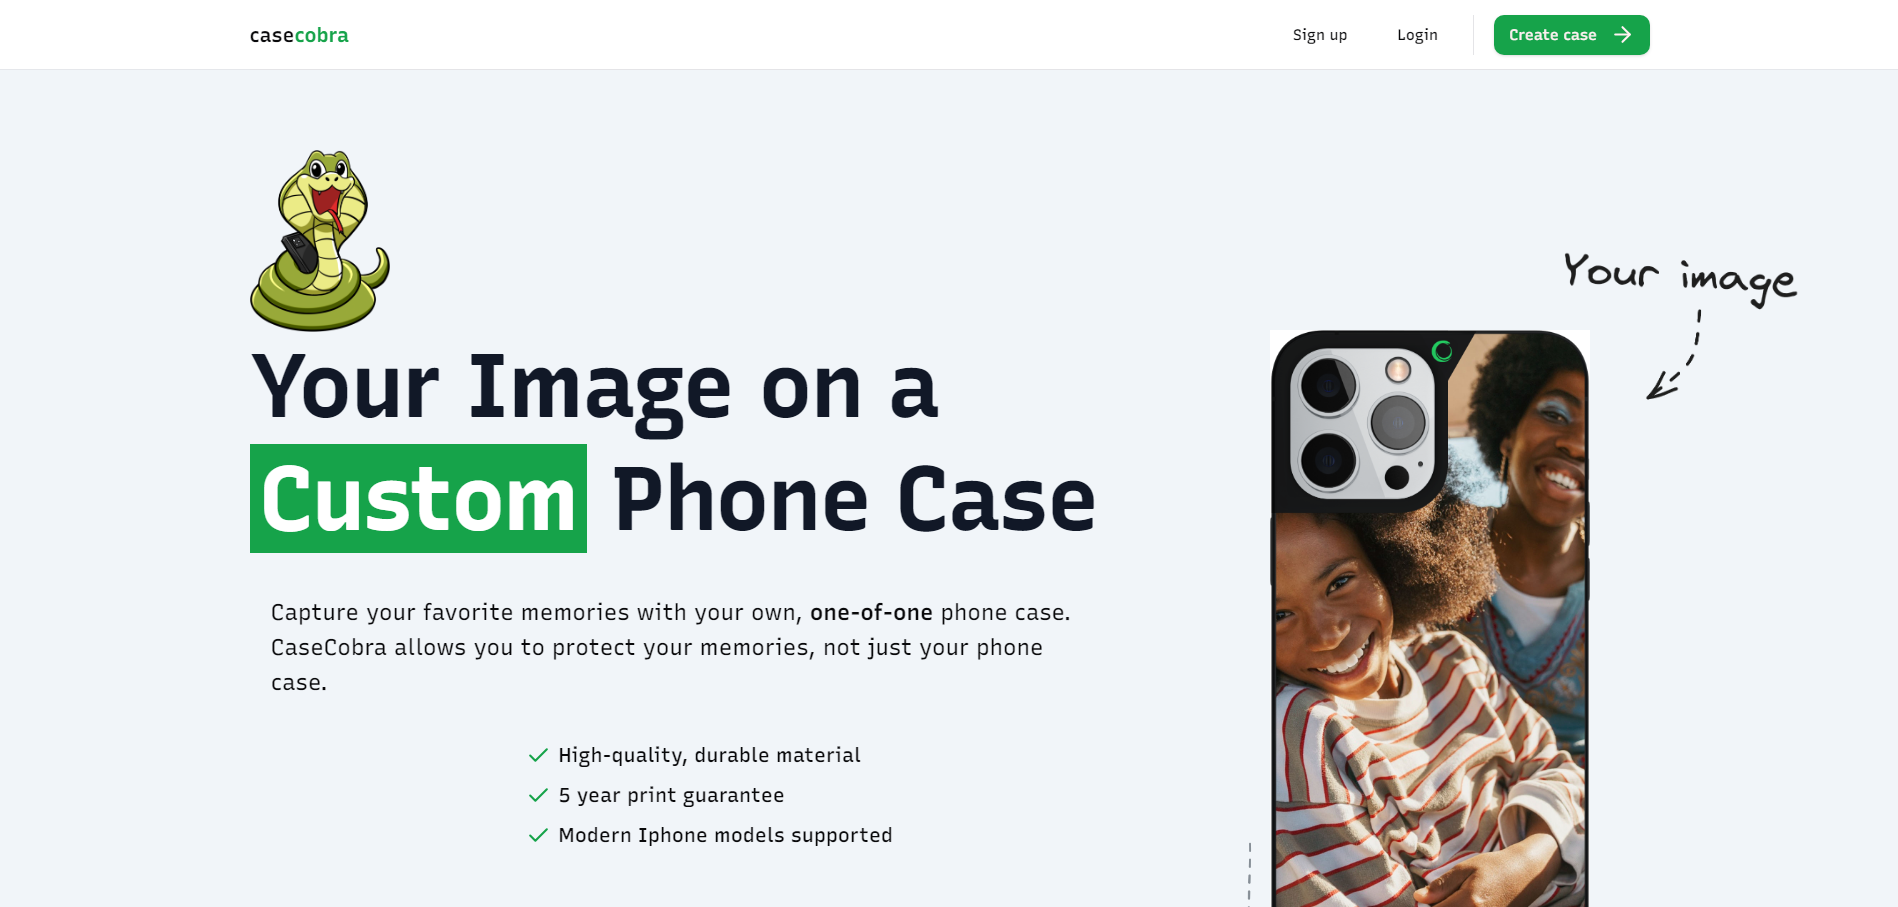 casecobra
Sign up
Login
Create case
Your image
Your Image on a
Custom Phone Case
Capture your favorite memories with your own, one-of-one phone case.
CaseCobra allows you to protect your memories, not just your phone
case.
High-quality, durable material
5 year print guarantee
Modern Iphone models supported